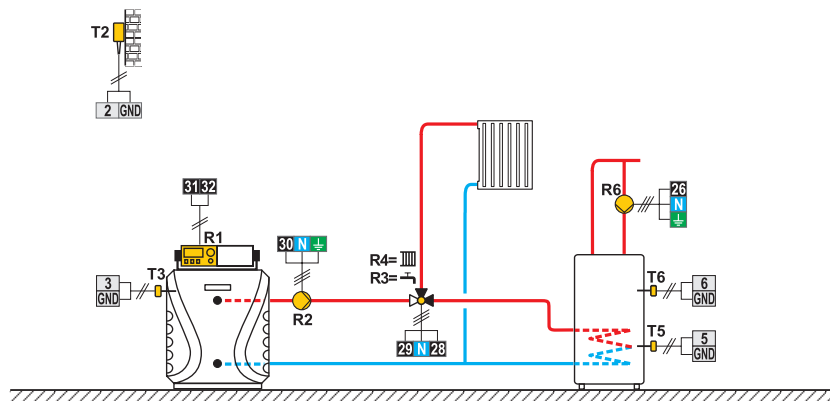 T2
2 GND
31 32
R1
T3
3
GND
30 N
R2
R4=
R3=
29 N 28
R6
26
N
T6
6
GND
T5
5
GND